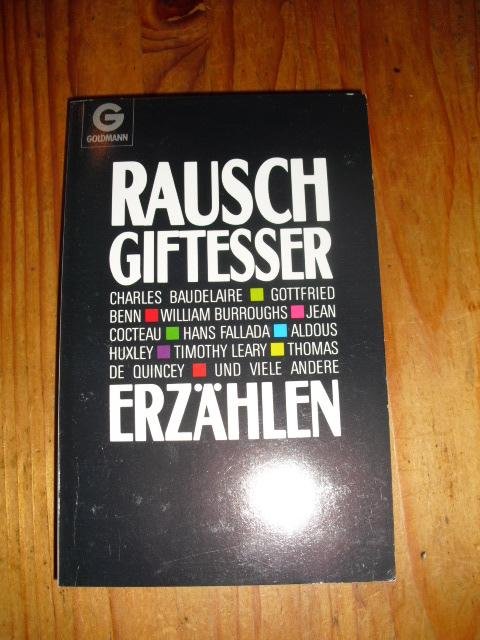 G
GOLDMANN
RAUSCH
GIFTESSER
CHARLES BAUDELAIRE GOTTFRIED
BENN WILLIAM BURROUGHS JEAN
COCTEAU HANS FALLADA ALDOUS
HUXLEY TIMOTHY LEARY THOMAS
DE QUINCEY UND VIELE ANDERE
ERZÄHLEN